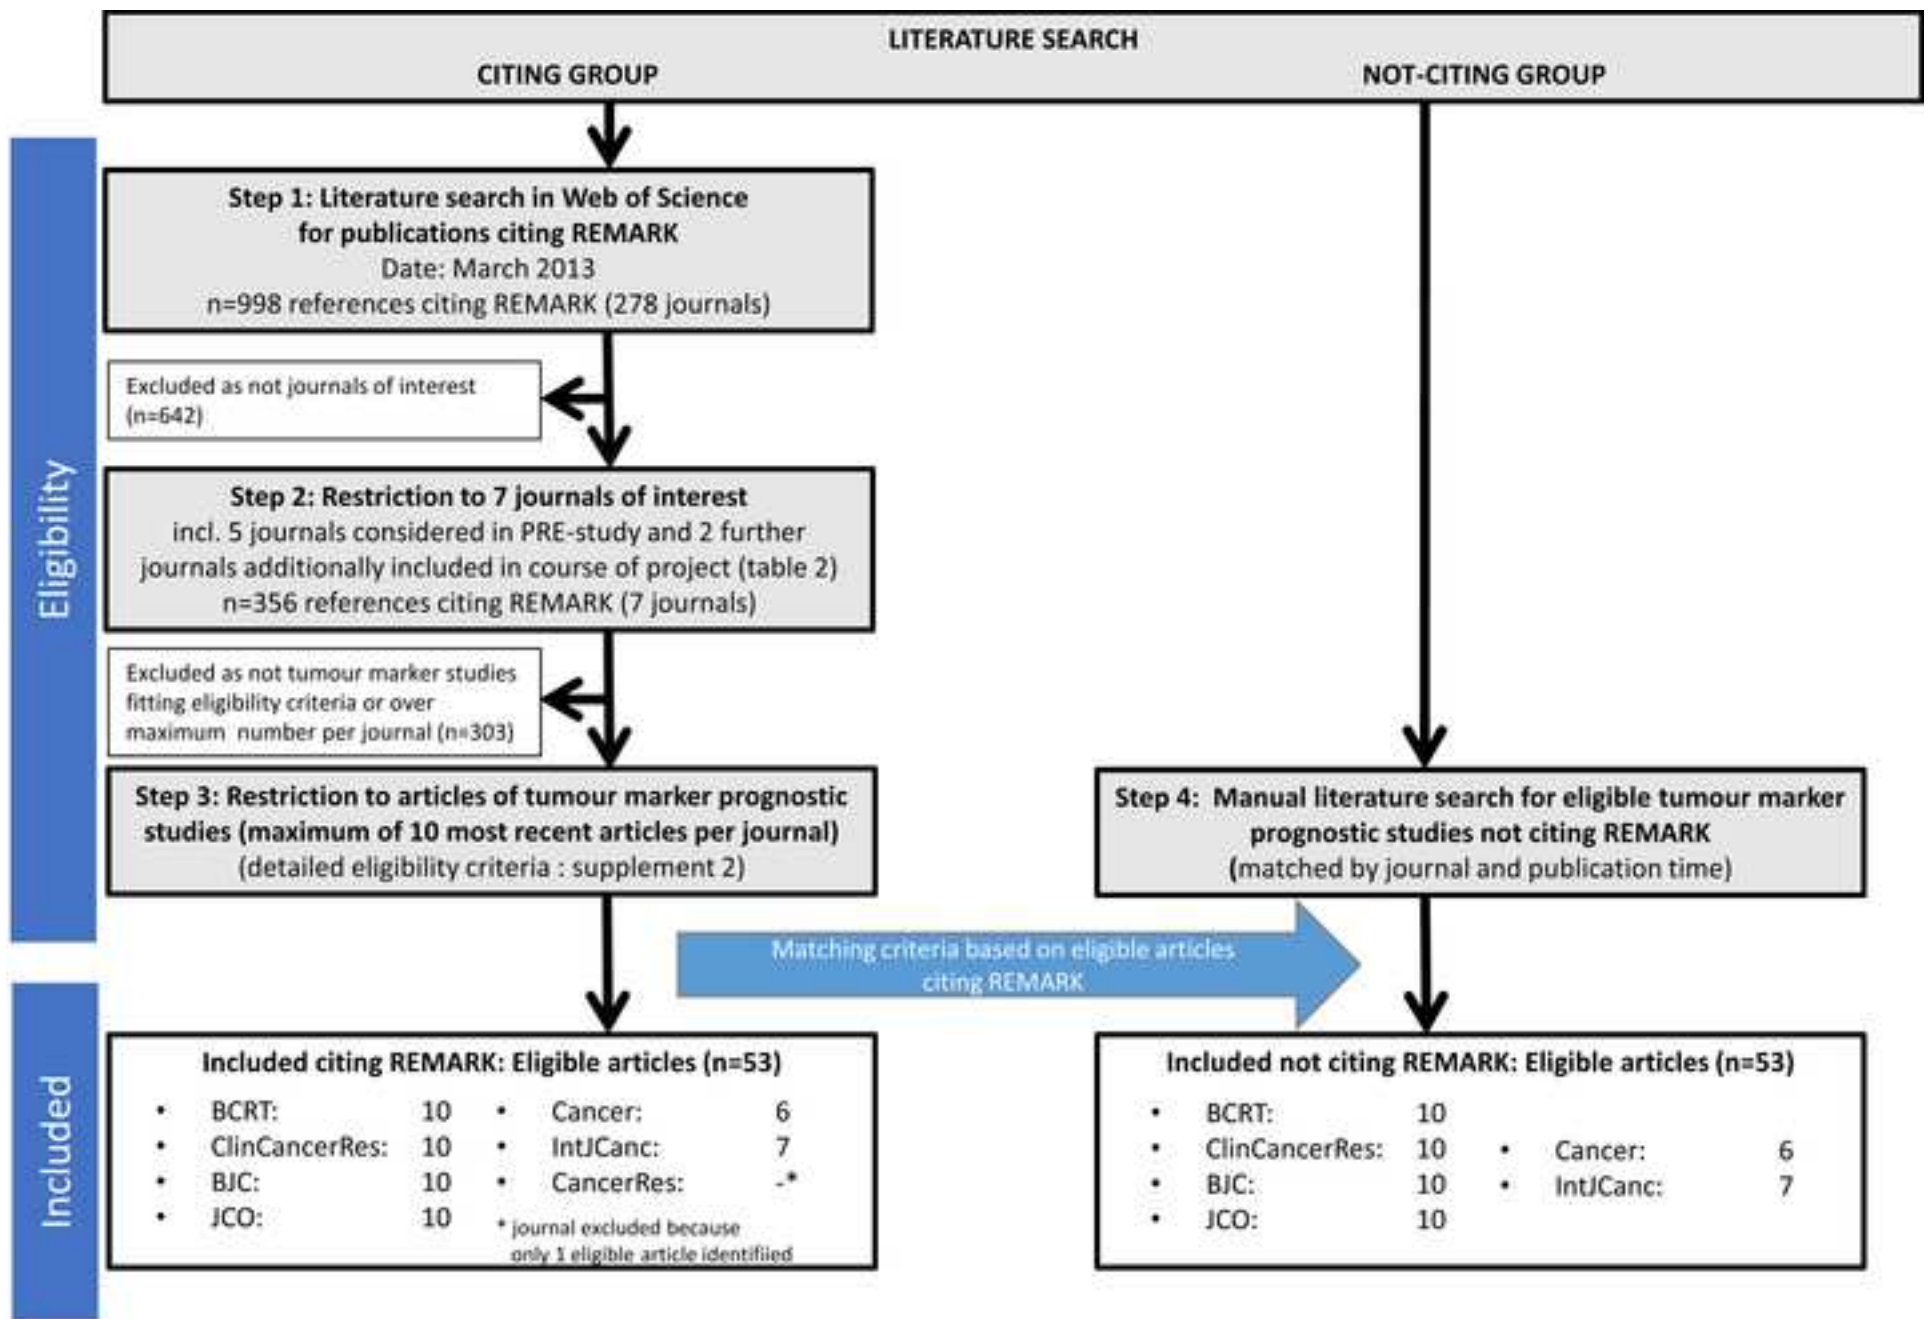 LITERATURE SEARCH
CITING GROUP
NOT-CITING GROUP
Eligibility
Step 1: Literature search in Web of Science
for publications citing REMARK
Date: March 2013
n=998 references citing REMARK (278 journals)
Excluded as not journals of interest
(n=642)
Step 2: Restriction to 7 journals of interest
incl. 5 journals considered in PRE-study and 2 further
journals additionally included in course of project (table 2)
n=356 references citing REMARK (7 journals)
Excluded as not tumour marker studies
fitting eligibility criteria or over
maximum number per journal (n=303)
Step 3: Restriction to articles of tumour marker prognostic
studies (maximum of 10 most recent articles per journal)
(detailed eligibility criteria : supplement 2)
Step 4: Manual literature search for eligible tumour marker
prognostic studies not citing REMARK
(matched by journal and publication time)
Matching criteria based on eligible articles
citing REMARK
Included
Included citing REMARK: Eligible articles (n=53)
• BCRT: 10
• ClinCancerRes: 10
• BJC: 10
• JCO: 10
• Cancer: 6
• IntJCanc: 7
• CancerRes: -*
* journal excluded because
only 1 eligible article identifiied
Included not citing REMARK: Eligible articles (n=53)
• BCRT: 10
• ClinCancerRes: 10
• BJC: 10
• JCO: 10
• Cancer: 6
• IntJCanc: 7